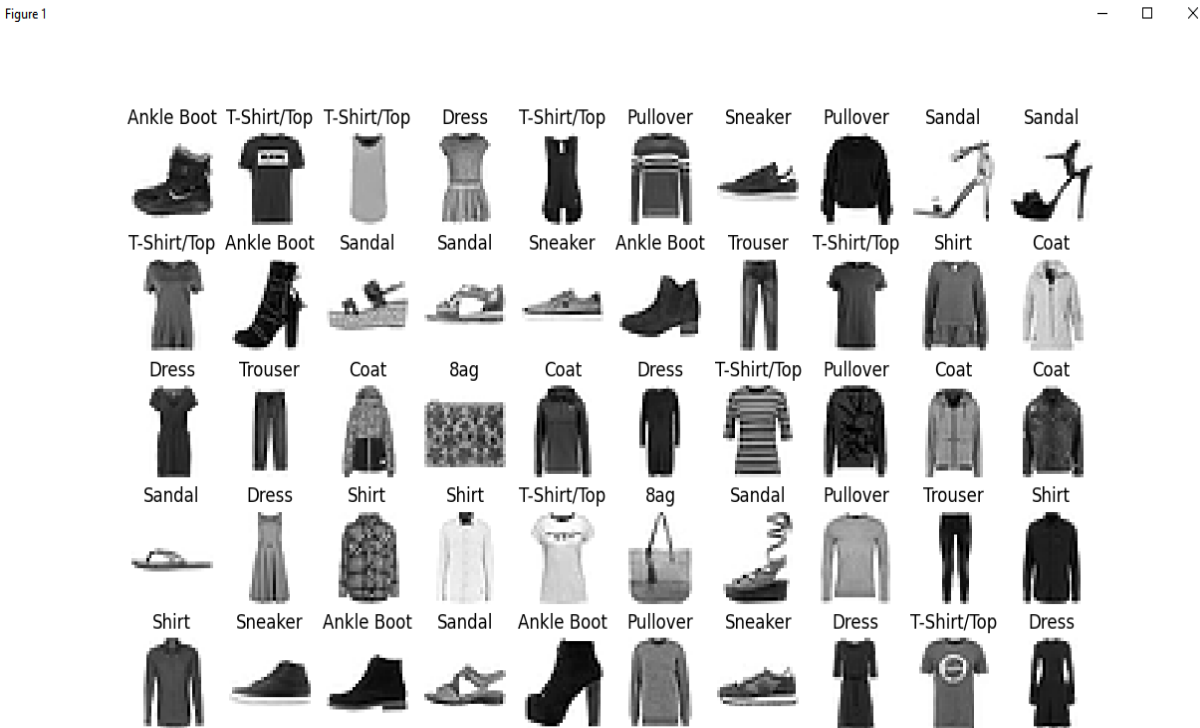 Figure 1
Ankle Boot T-Shirt/Top T-Shirt/Top Dress T-Shirt/Top Pullover Sneaker Pullover Sandal Sandal
T-Shirt/Top Ankle Boot Sandal Sandal Sneaker Ankle Boot Trouser T-Shirt/Top Shirt Coat
Dress Trouser Coat 8ag Coat Dress T-Shirt/Top Pullover Coat Coat
Sandal Dress Shirt Shirt T-Shirt/Top 8ag Sandal Pullover Trouser Shirt
Shirt Sneaker Ankle Boot Sandal Ankle Boot Pullover Sneaker Dress T-Shirt/Top Dress